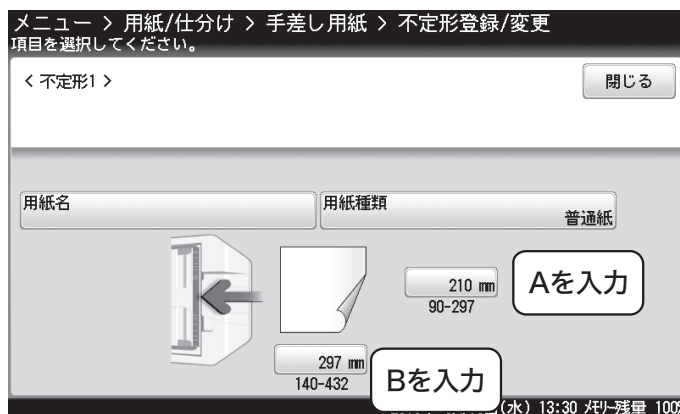 メニュー > 用紙/仕分け > 手差し用紙 > 不定形登録/変更
項目を選択してください。
< 不定形1 >
閉じる
用紙名
用紙種類
普通紙
210 mm
90-297
Aを入力
297 mm
140-432
Bを入力
(水) 13:30 ﾒﾓﾘｰ残量 100%